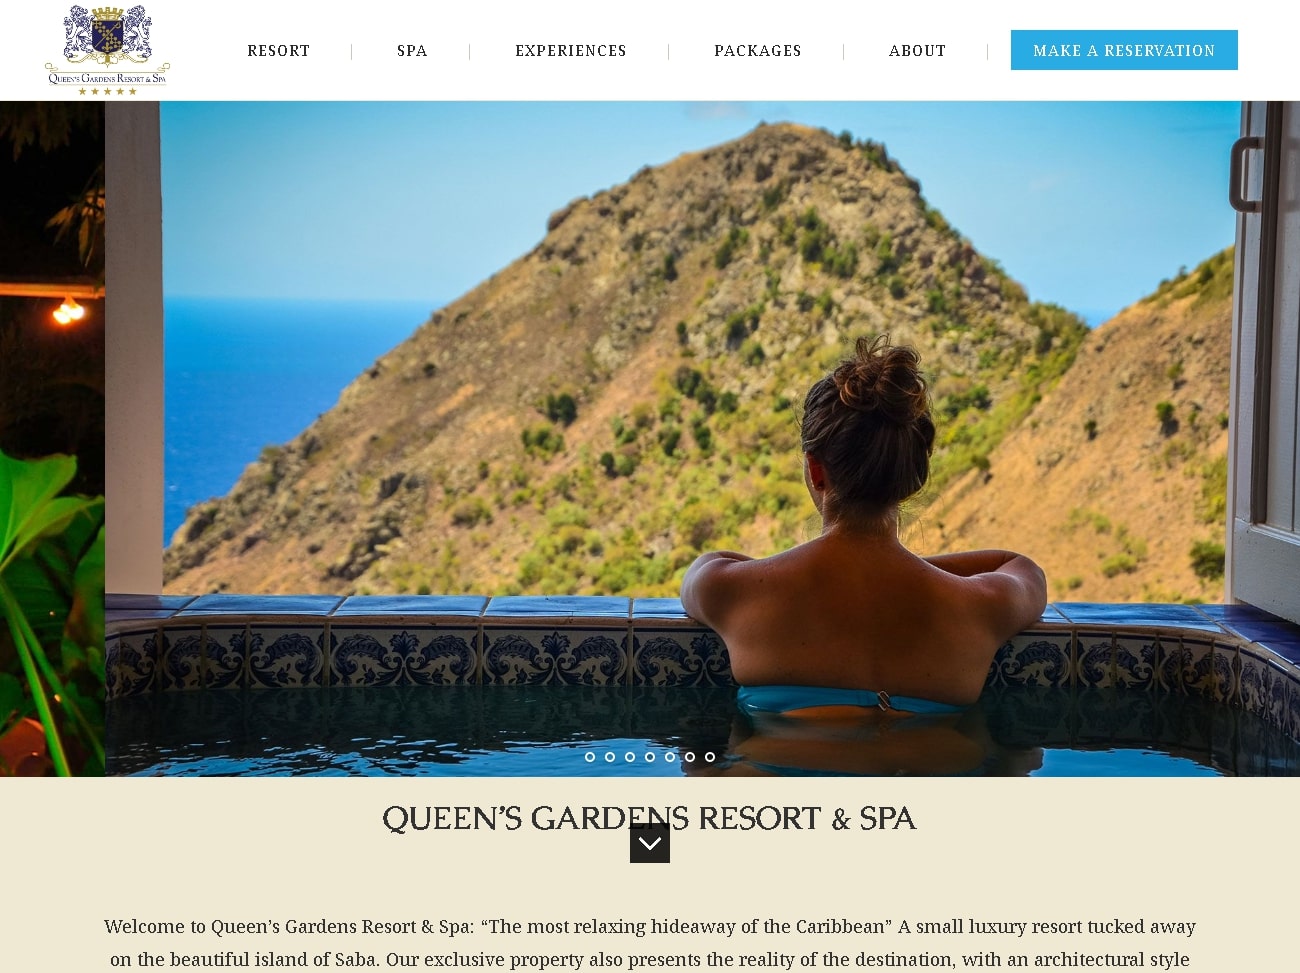 QUEEN'S GARDENS RESORT & SPA
RESORT
SPA
EXPERIENCES
PACKAGES
ABOUT
MAKE A RESERVATION
QUEEN’S GARDENS RESORT & SPA
Welcome to Queen’s Gardens Resort & Spa: “The most relaxing hideaway of the Caribbean” A small luxury resort tucked away
on the beautiful island of Saba. Our exclusive property also presents the reality of the destination, with an architectural style